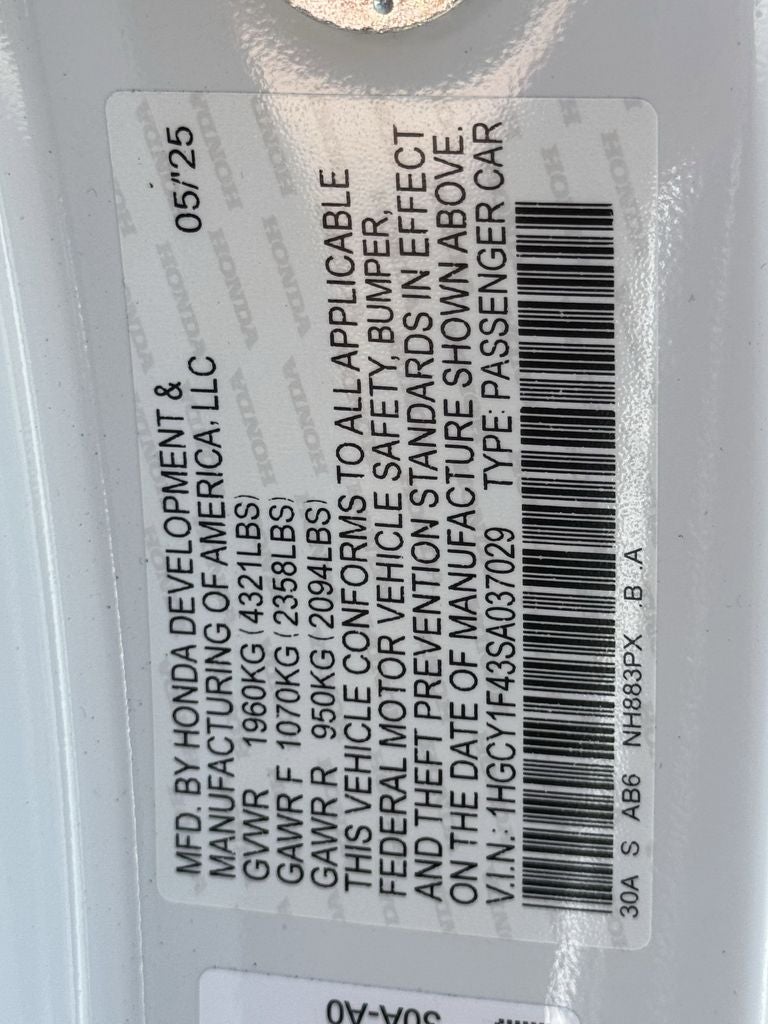 MFD. BY HONDA DEVELOPMENT &
MANUFACTURING OF AMERICA, LLC 05/'25
GVWR 1960KG (4321LBS)
GAWR F 1070KG (2358LBS)
GAWR R 950KG (2094LBS)
THIS VEHICLE CONFORMS TO ALL APPLICABLE
FEDERAL MOTOR VEHICLE SAFETY, BUMPER,
AND THEFT PREVENTION STANDARDS IN EFFECT
ON THE DATE OF MANUFACTURE SHOWN ABOVE.
V.I.N.: 1HGCY1F43SA037029 TYPE: PASSENGER CAR
30A S AB6 NH883PX .B A
30A-A0